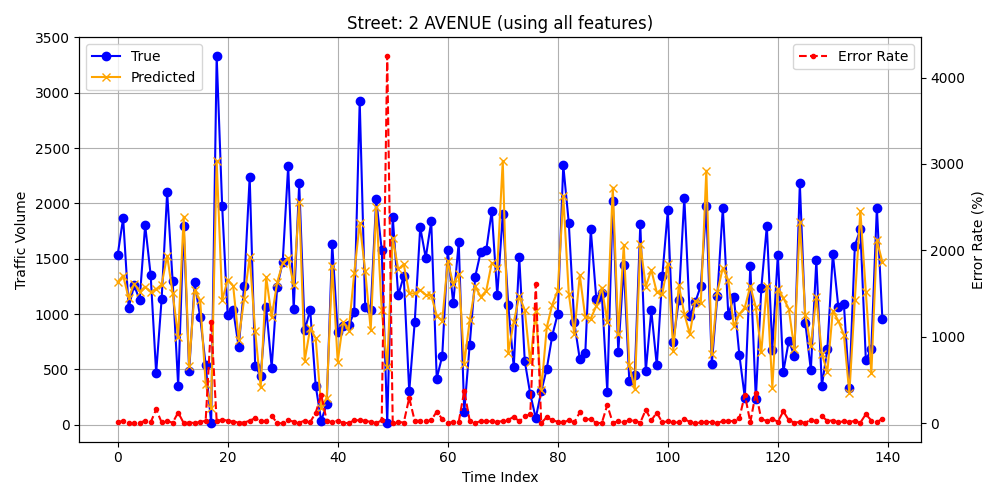 Street: 2 AVENUE (using all features)
True
Predicted
Error Rate
Traffic Volume
3500
3000
2500
2000
1500
1000
500
0
4000
3000
2000
1000
0
Error Rate (%)
0 20 40 60 80 100 120 140
Time Index